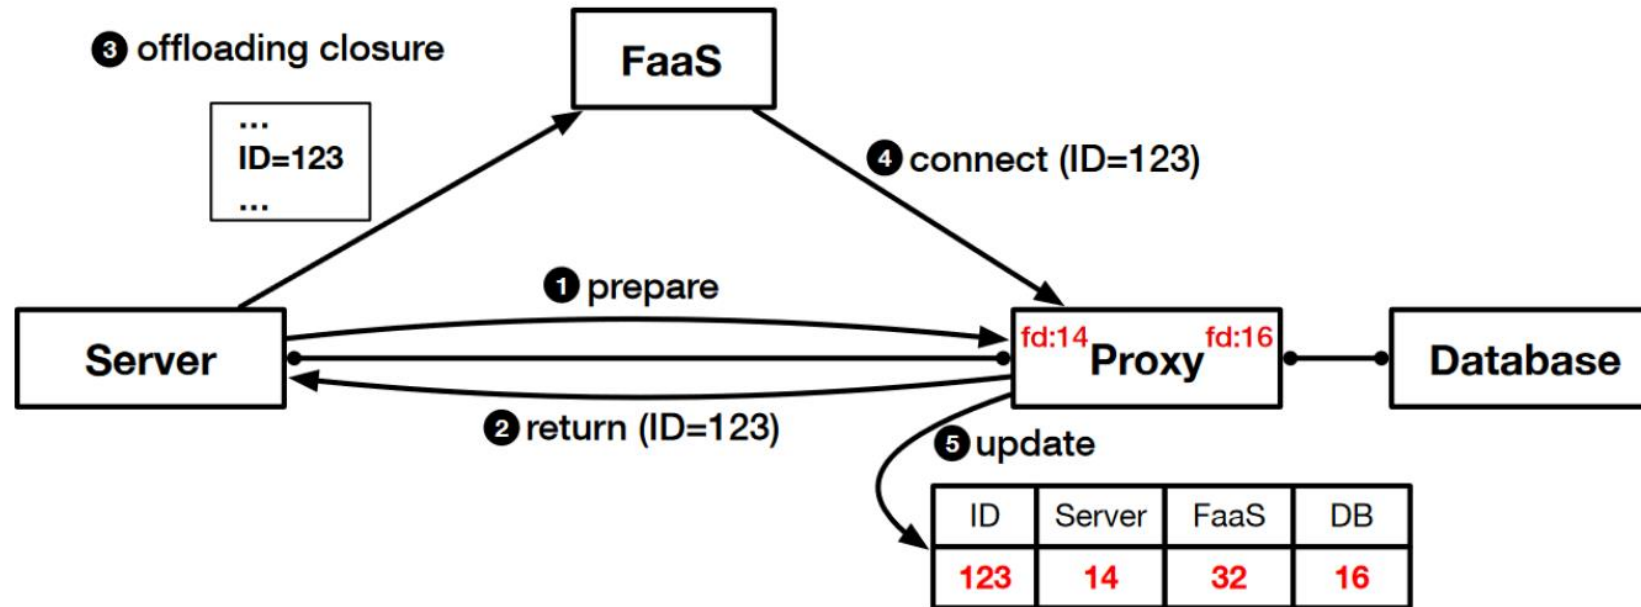 ❸ offloading closure
FaaS
...
ID=123
...
❹ connect (ID=123)
❶ prepare
Server
fd:14
Proxy
fd:16
Database
❷ return (ID=123)
❺ update
ID Server FaaS DB
123 14 32 16